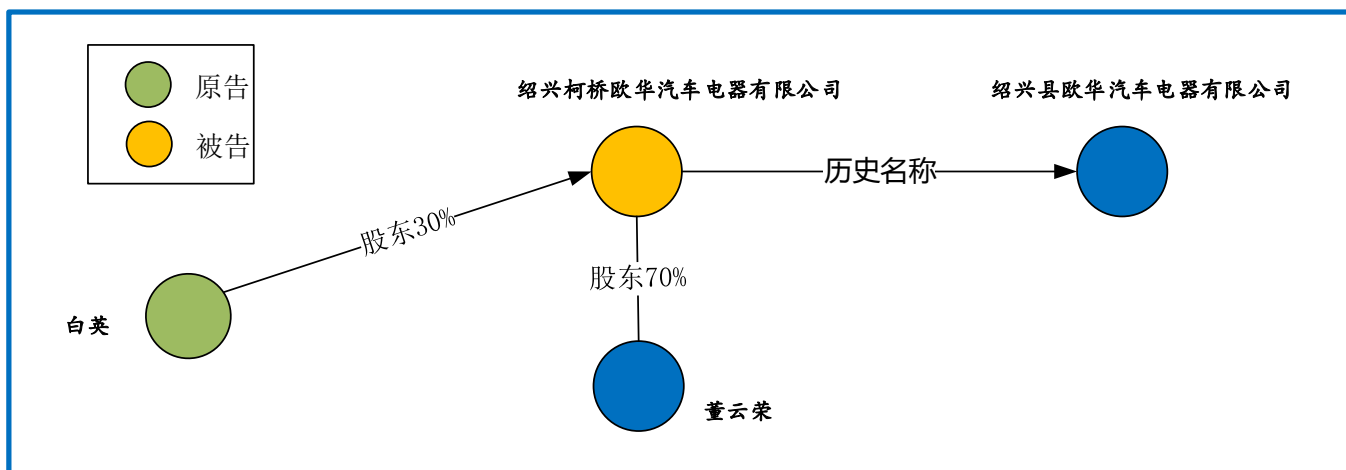 原告
被告
绍兴柯桥欧华汽车电器有限公司
绍兴县欧华汽车电器有限公司
历史名称
股东30%
股东70%
白英
董云荣